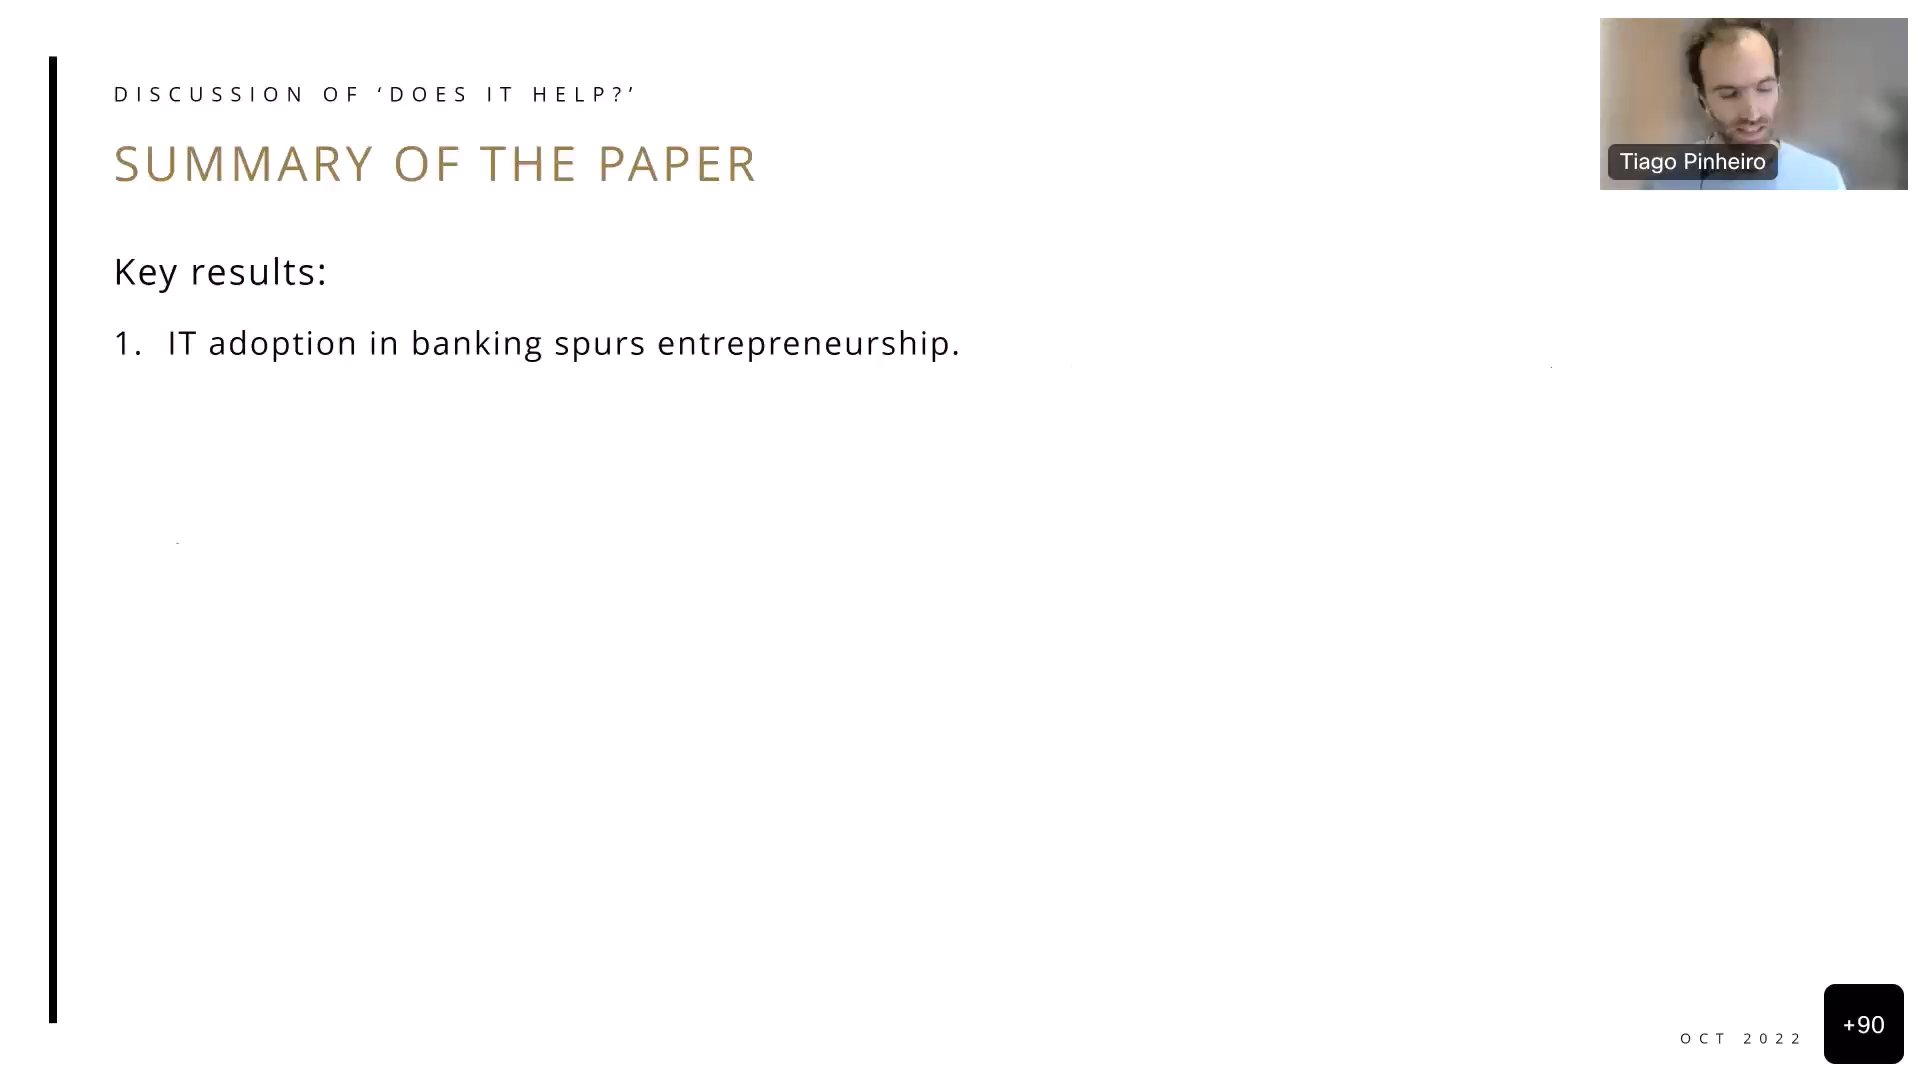 DISCUSSION OF ‘DOES IT HELP?’
SUMMARY OF THE PAPER
Tiago Pinheiro
Key results:
1. IT adoption in banking spurs entrepreneurship.
OCT 2022
+90